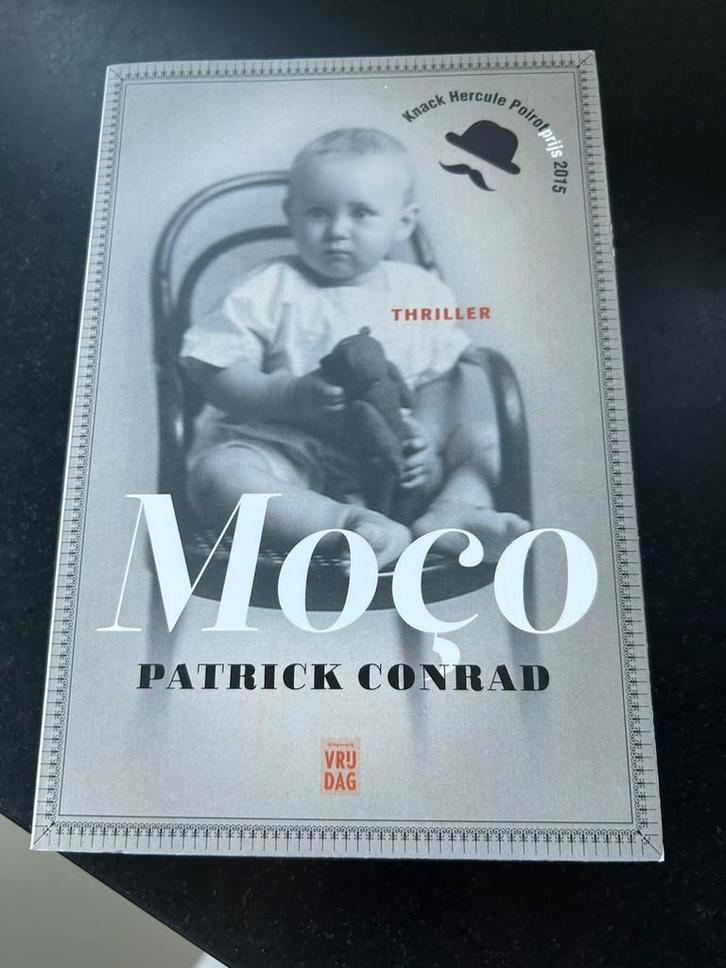 Knack Hercule Poirotprijs 2015
THRILLER
Moço
PATRICK CONRAD
Uitgeverij
VRIJ
DAG